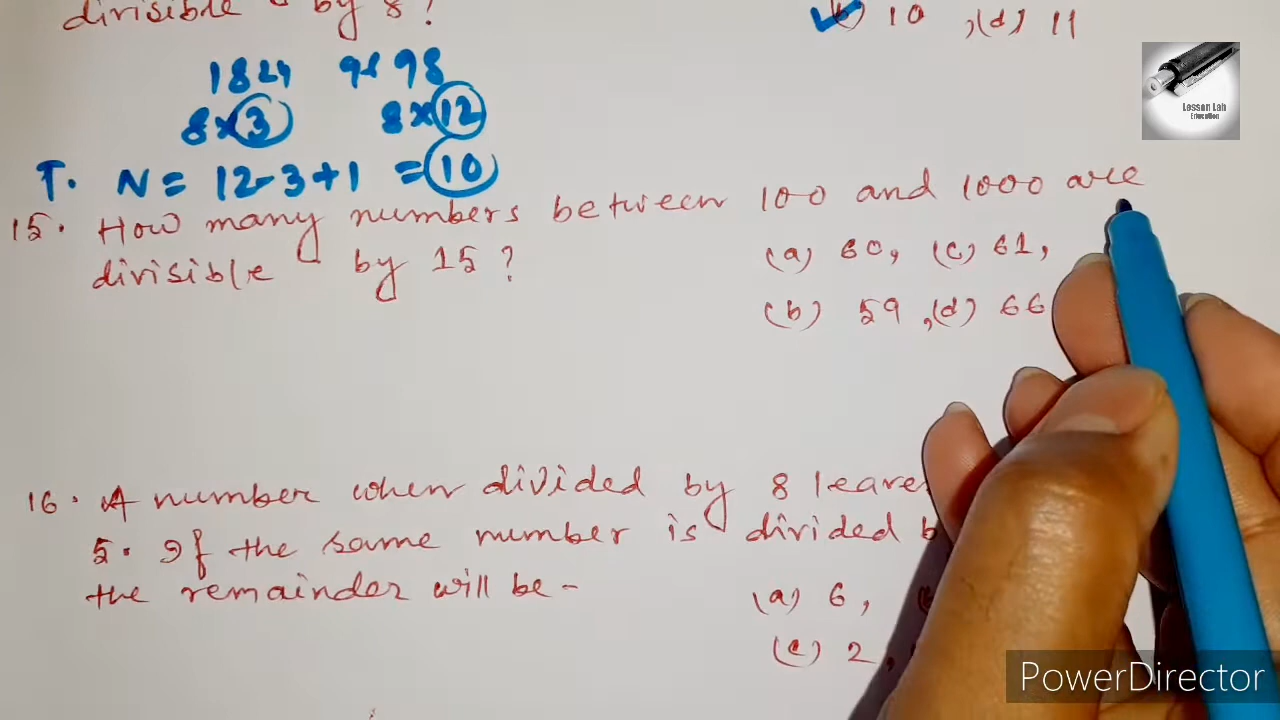 divisible by 8?
10 ,(d) 11
1824 98
8×3 8×12
T. N = 12-3+1 = 10
15. How many numbers between 100 and 1000 are
divisible by 15?
(a) 60, (c) 61,
(b) 59 ,(d) 66
16. A number when divided by 8 leaves
5. If the same number is divided
the remainder will be -
(a) 6,
(c) 2,
Lesson Lab
Education
PowerDirector